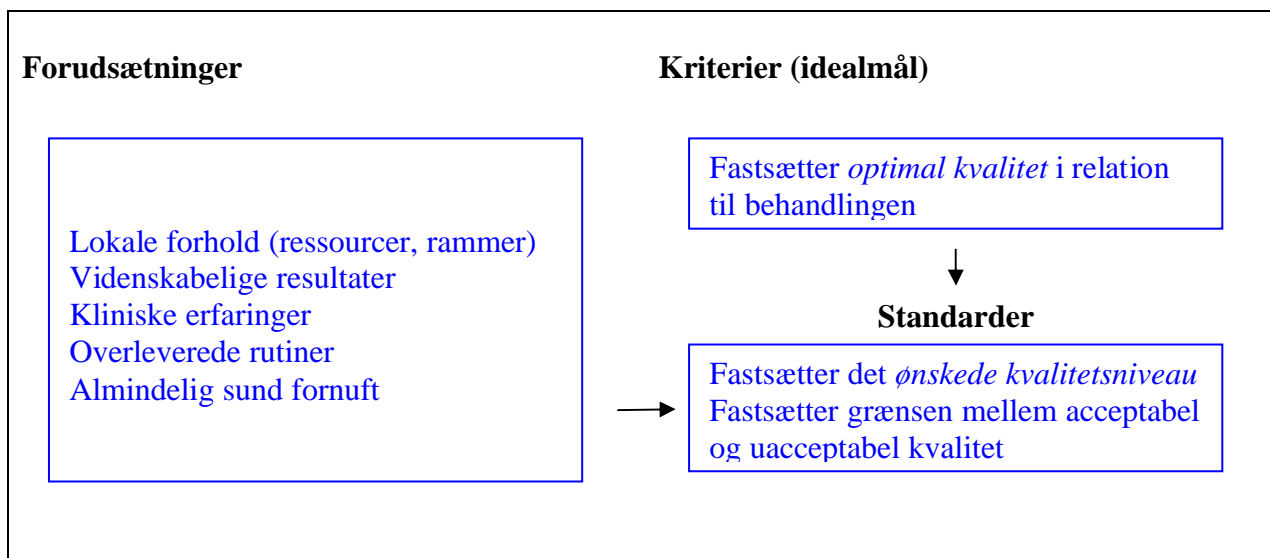 Forudsætninger
Lokale forhold (ressourcer, rammer)
Videnskabelige resultater
Kliniske erfaringer
Overleverede rutiner
Almindelig sund fornuft
Kriterier (idealmål)
Fastsætter optimal kvalitet i relation
til behandlingen
Standarder
Fastsætter det ønskede kvalitetsniveau
Fastsætter grænsen mellem acceptabel
og uacceptabel kvalitet